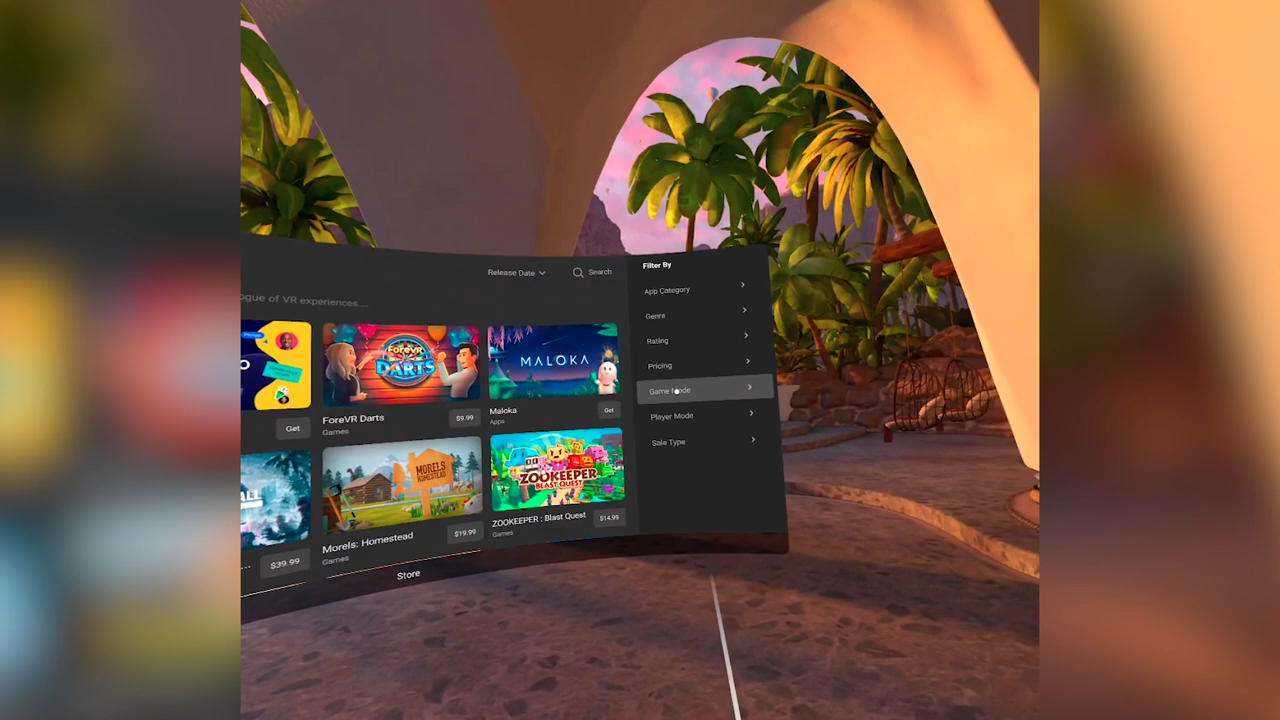 Release Date
Search
ogue of VR experiences...
Filter By
App Category
Genre
Rating
Pricing
Game Mode
Player Mode
Sale Type
Get
ForeVR
DARTS
ForeVR Darts
Games
$9.99
MALOKA
Maloka
Apps
Get
ALL
$39.99
MORELS
HOMESTEAD
Morels: Homestead
Games
$19.99
ZOOKEEPER
BLAST QUEST
ZOOKEEPER : Blast Quest
Games
$14.99
Store